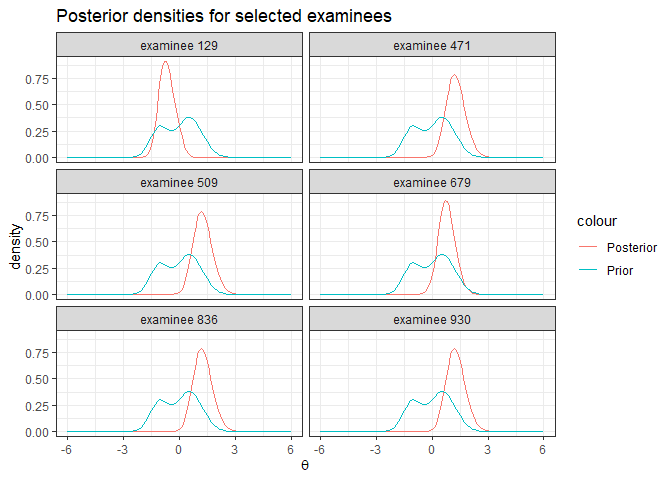 Posterior densities for selected examinees
examinee 129
examinee 471
0.75
0.50
0.25
0.00
examinee 509
examinee 679
0.75
0.50
0.25
0.00
density
colour
Posterior
Prior
examinee 836
examinee 930
0.75
0.50
0.25
0.00
-6
-3
0
3
6
-6
-3
0
3
6
θ